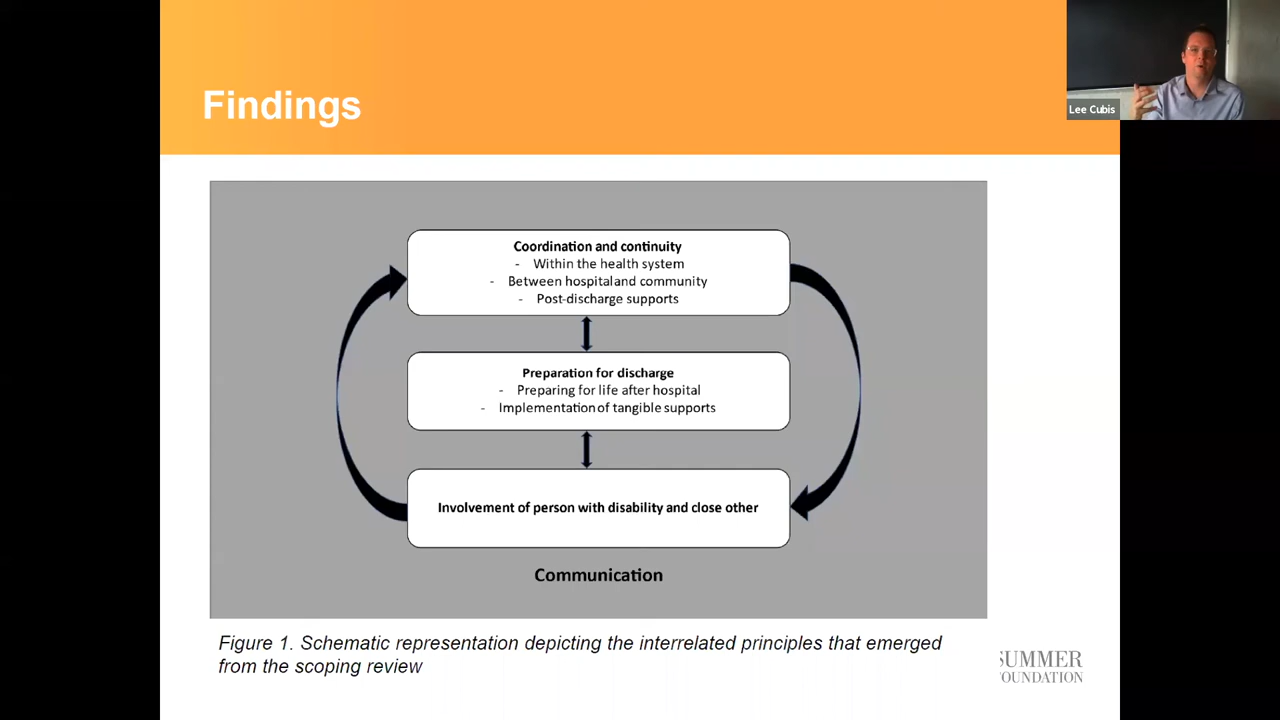 Findings
Lee Cubis
Coordination and continuity
- Within the health system
- Between hospitaland community
- Post-discharge supports
Preparation for discharge
- Preparing for life after hospital
- Implementation of tangible supports
Involvement of person with disability and close other
Communication
Figure 1. Schematic representation depicting the interrelated principles that emerged
from the scoping review
SUMMER
FOUNDATION